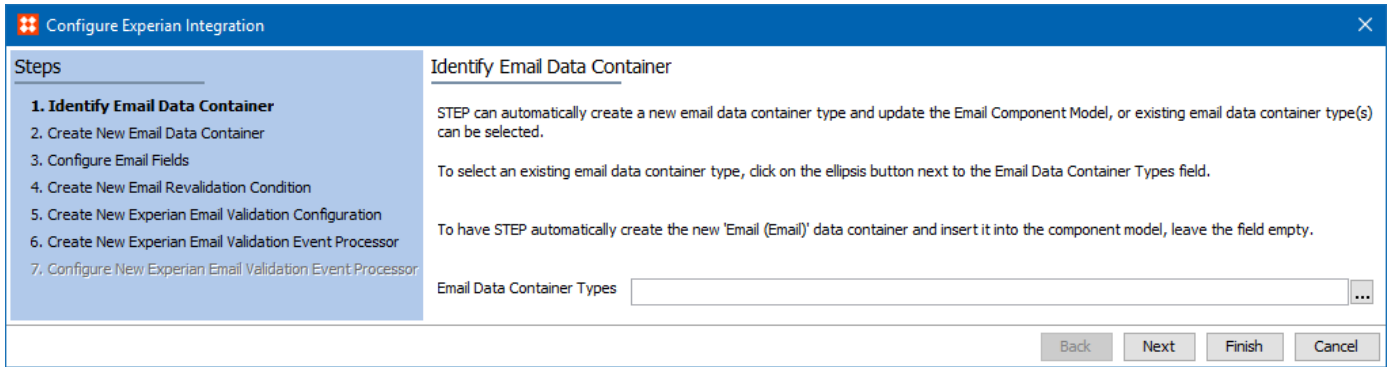 Configure Experian Integration
Steps
1. Identify Email Data Container
2. Create New Email Data Container
3. Configure Email Fields
4. Create New Email Revalidation Condition
5. Create New Experian Email Validation Configuration
6. Create New Experian Email Validation Event Processor
7. Configure New Experian Email Validation Event Processor
Identify Email Data Container
STEP can automatically create a new email data container type and update the Email Component Model, or existing email data container type(s)
can be selected.
To select an existing email data container type, click on the ellipsis button next to the Email Data Container Types field.
To have STEP automatically create the new 'Email (Email)' data container and insert it into the component model, leave the field empty.
Email Data Container Types ...
Back Next Finish Cancel